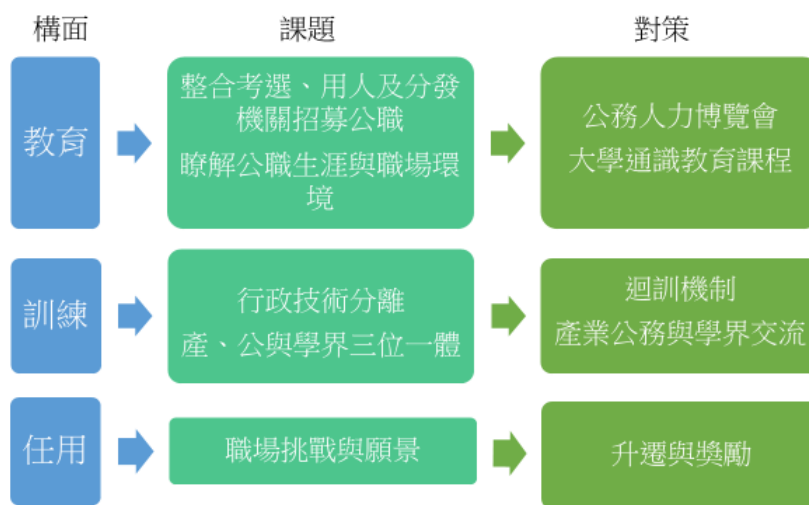 構面
課題
對策
教育
整合考選、用人及分發
機關招募公職
瞭解公職生涯與職場環
境
公務人力博覽會
大學通識教育課程
訓練
行政技術分離
產、公與學界三位一體
迴訓機制
產業公務與學界交流
任用
職場挑戰與願景
升遷與獎勵